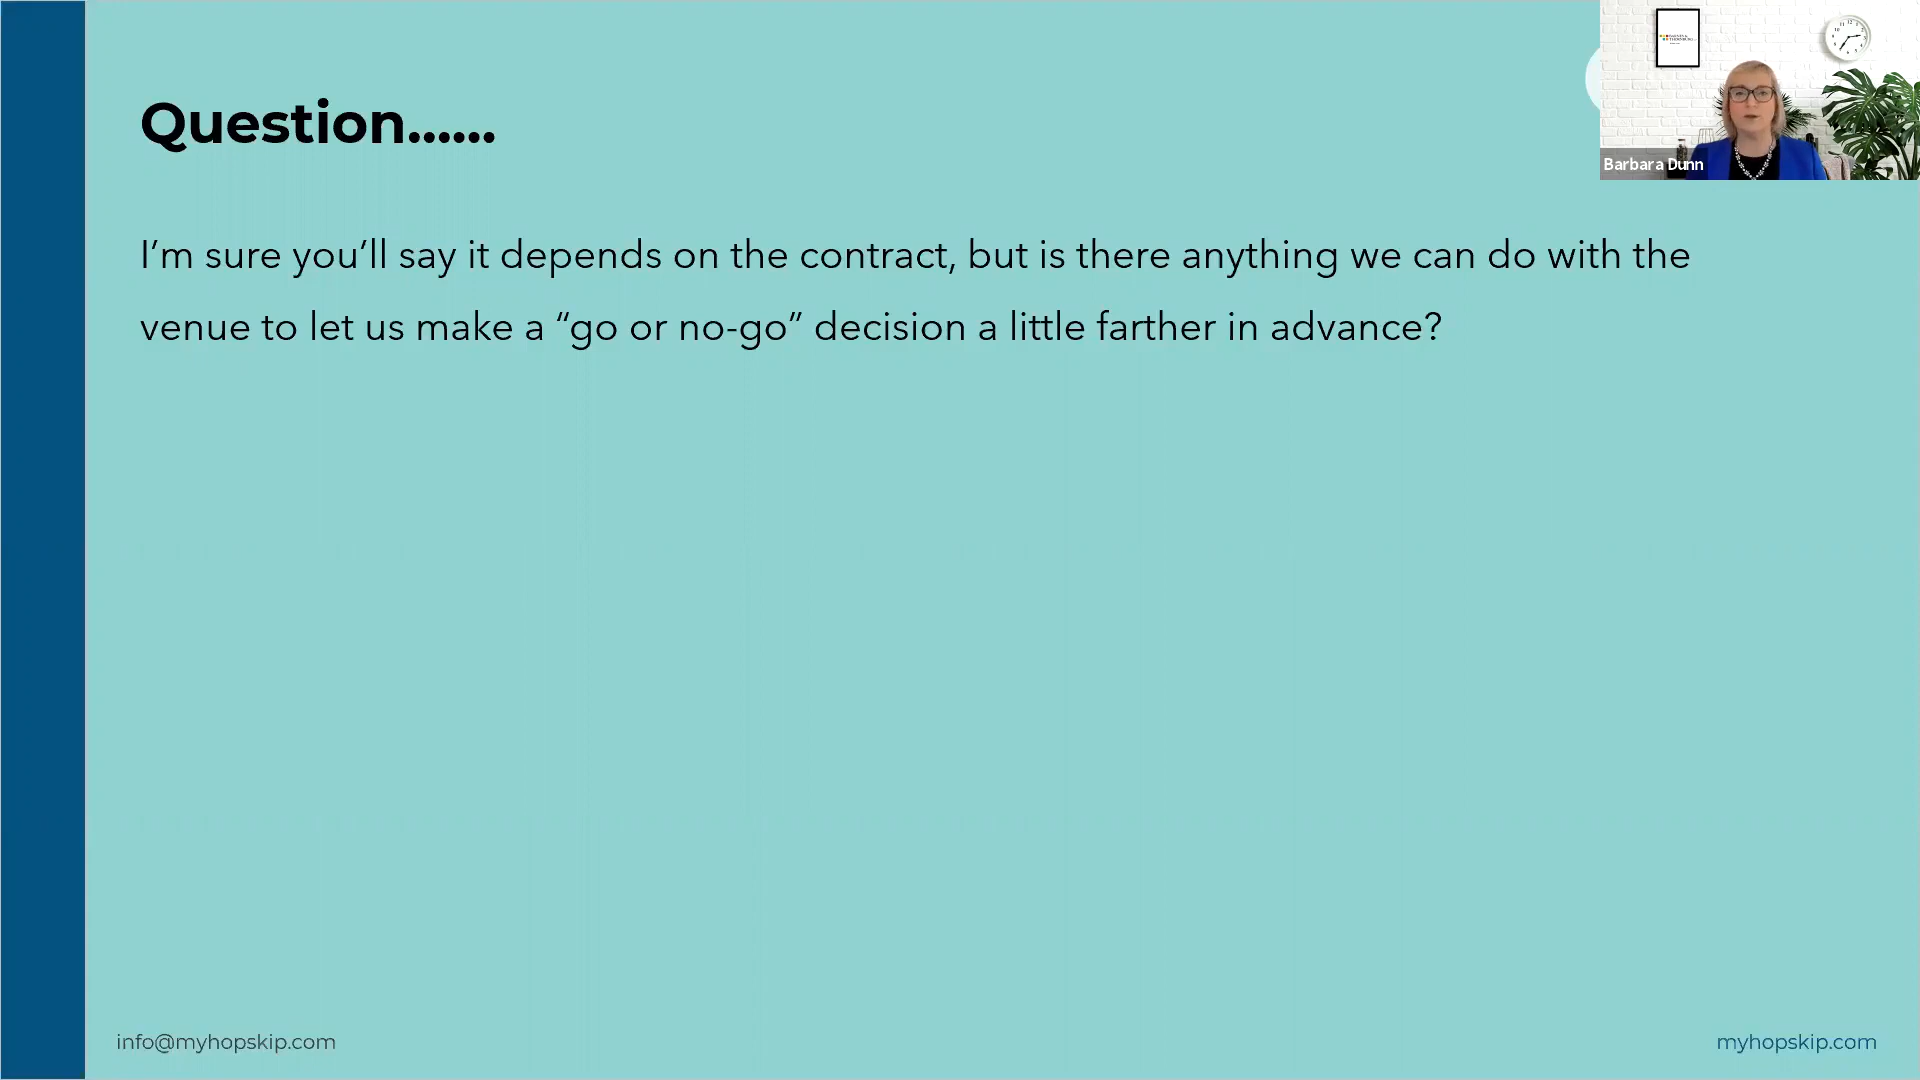 Question......
I’m sure you’ll say it depends on the contract, but is there anything we can do with the
venue to let us make a “go or no-go” decision a little farther in advance?
Barbara Dunn
info@myhopskip.com
myhopskip.com